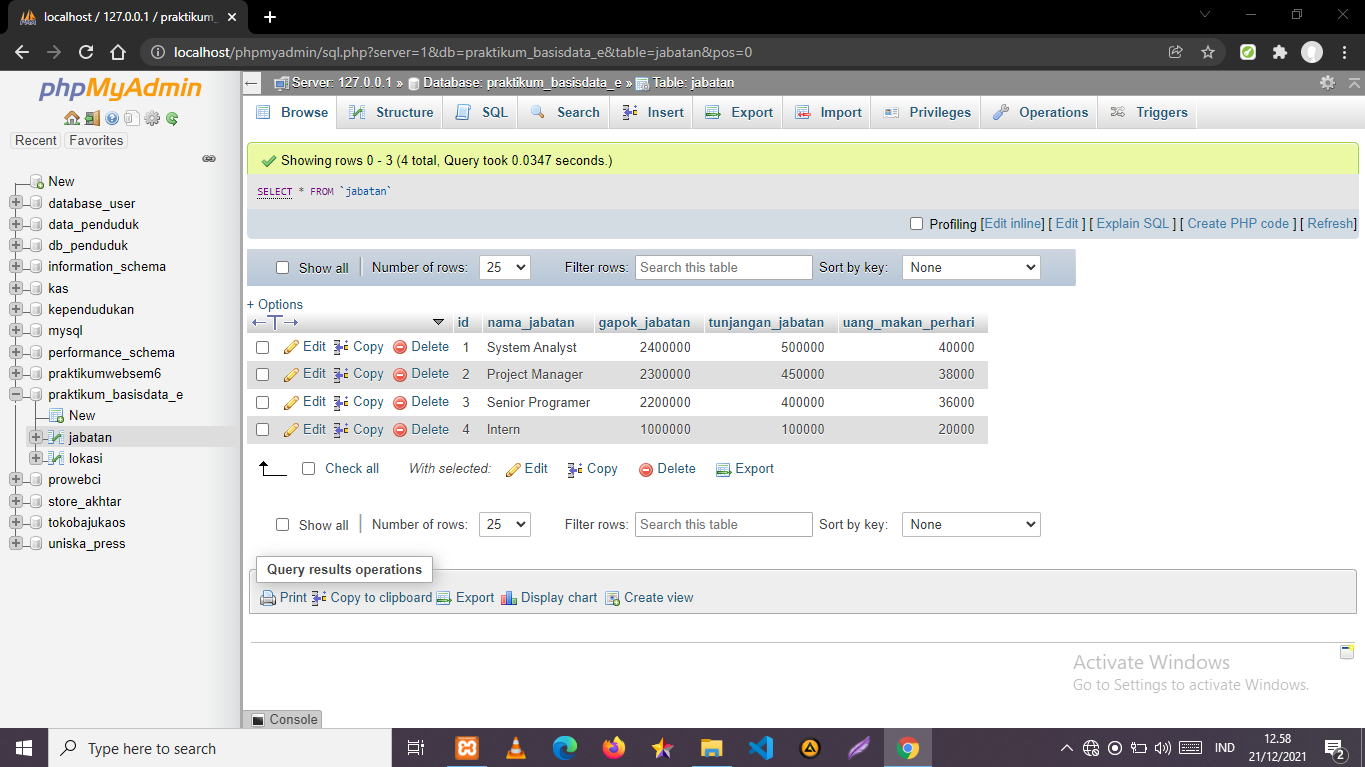 localhost / 127.0.0.1 / praktikum_
localhost/phpmyadmin/sql.php?server=1&db=praktikum_basisdata_e&table=jabatan&pos=0
phpMyAdmin
Recent Favorites
New
database_user
data_penduduk
db_penduduk
information_schema
kas
kependudukan
mysql
performance_schema
praktikumwebsem6
praktikum_basisdata_e
New
jabatan
lokasi
prowebci
store_akhtar
tokobajukaos
uniska_press
Server: 127.0.0.1 » Database: praktikum_basisdata_e » Table: jabatan
Browse Structure SQL Search Insert Export Import Privileges Operations Triggers
Showing rows 0 - 3 (4 total, Query took 0.0347 seconds.)
SELECT * FROM `jabatan`
Profiling [Edit inline] [ Edit ] [ Explain SQL ] [ Create PHP code ] [ Refresh]
Show all Number of rows: 25 Filter rows: Search this table Sort by key: None
+ Options
id nama_jabatan gapok_jabatan tunjangan_jabatan uang_makan_perhari
Edit Copy Delete 1 System Analyst 2400000 500000 40000
Edit Copy Delete 2 Project Manager 2300000 450000 38000
Edit Copy Delete 3 Senior Programer 2200000 400000 36000
Edit Copy Delete 4 Intern 1000000 100000 20000
Check all With selected: Edit Copy Delete Export
Show all Number of rows: 25 Filter rows: Search this table Sort by key: None
Query results operations
Print Copy to clipboard Export Display chart Create view
Activate Windows
Go to Settings to activate Windows.
Console
Type here to search
IND
12.58
21/12/2021
2